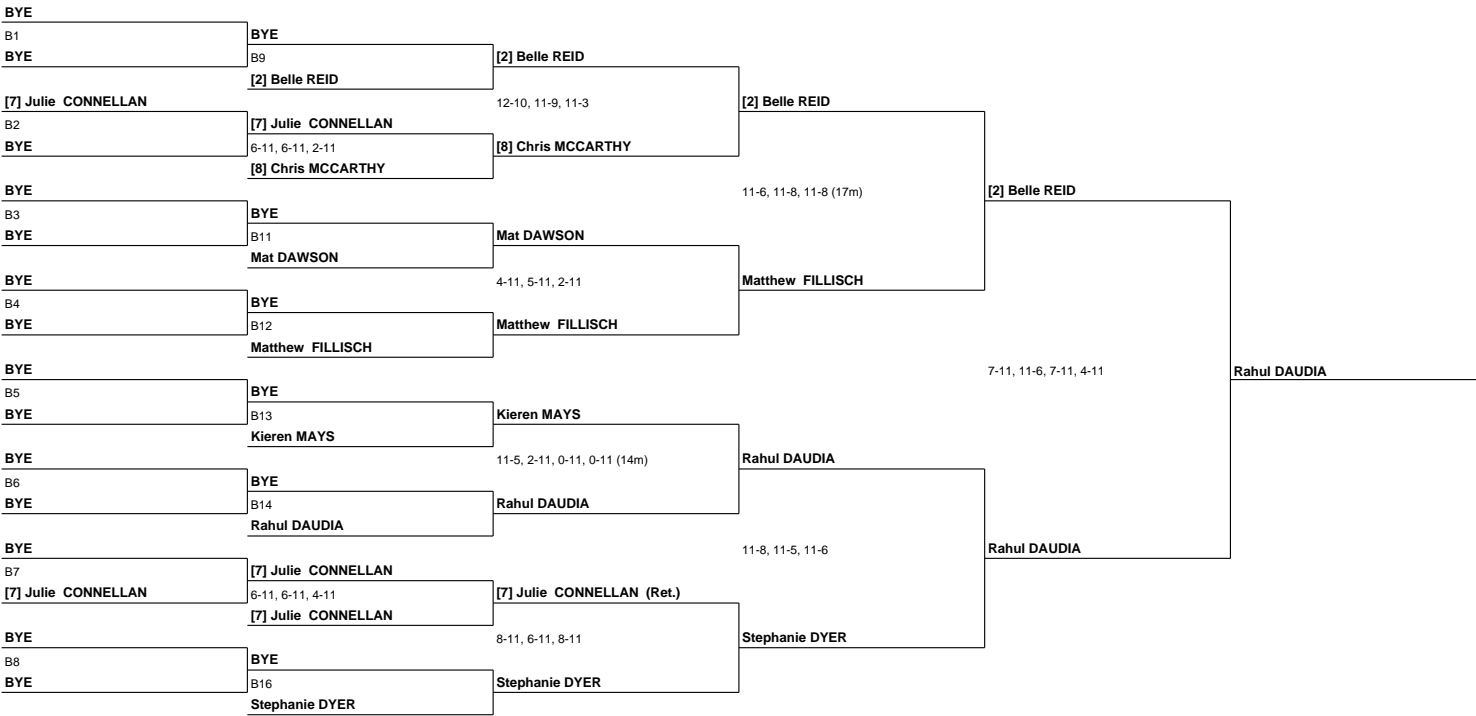 BYE
B1
BYE
[7] Julie CONNELLAN
B2
BYE
BYE
B3
BYE
BYE
B4
BYE
BYE
B5
BYE
BYE
B6
BYE
BYE
B7
[7] Julie CONNELLAN
BYE
B8
BYE
BYE
B9
[2] Belle REID
[7] Julie CONNELLAN
6-11, 6-11, 2-11
[8] Chris MCCARTHY
BYE
B11
Mat DAWSON
BYE
B12
Matthew FILLISCH
BYE
B13
Kieren MAYS
BYE
B14
Rahul DAUDIA
[7] Julie CONNELLAN
6-11, 6-11, 4-11
[7] Julie CONNELLAN
BYE
B16
Stephanie DYER
[2] Belle REID
12-10, 11-9, 11-3
[8] Chris MCCARTHY
Mat DAWSON
4-11, 5-11, 2-11
Matthew FILLISCH
Kieren MAYS
11-5, 2-11, 0-11, 0-11 (14m)
Rahul DAUDIA
[7] Julie CONNELLAN (Ret.)
8-11, 6-11, 8-11
Stephanie DYER
[2] Belle REID
11-6, 11-8, 11-8 (17m)
Matthew FILLISCH
Rahul DAUDIA
11-8, 11-5, 11-6
Stephanie DYER
[2] Belle REID
7-11, 11-6, 7-11, 4-11
Rahul DAUDIA
Rahul DAUDIA